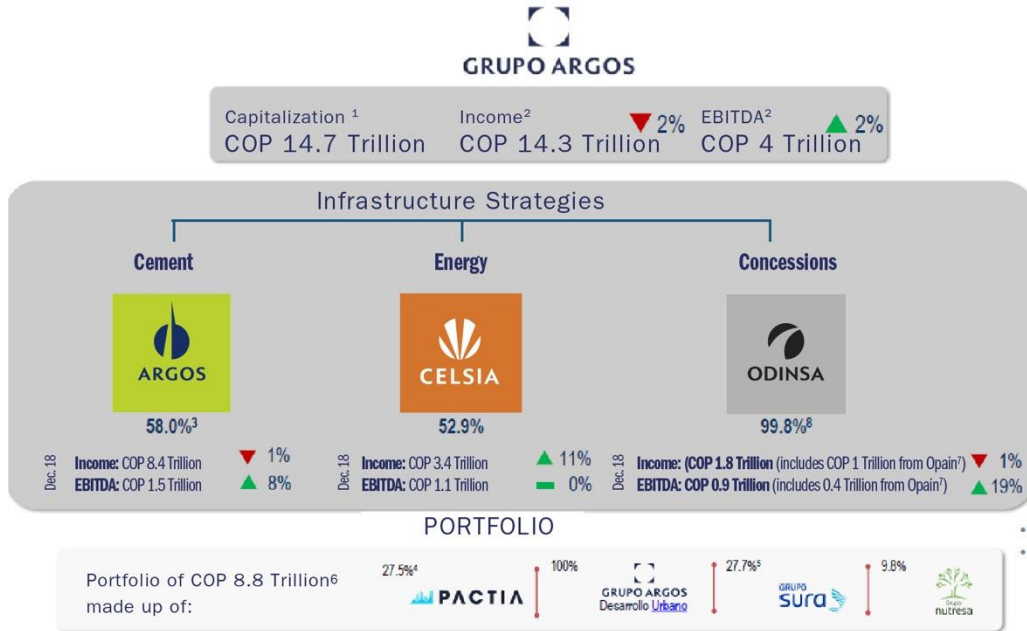 GRUPO ARGOS
Capitalization ¹
COP 14.7 Trillion
Income²
▼ 2%
COP 14.3 Trillion
EBITDA²
▲ 2%
COP 4 Trillion
Infrastructure Strategies
Cement
Energy
Concessions
ARGOS
CELSIA
ODINSA
58.0%³
52.9%
99.8%⁸
Dec. 18
Income: COP 8.4 Trillion ▼ 1%
EBITDA: COP 1.5 Trillion ▲ 8%
Dec. 18
Income: COP 3.4 Trillion ▲ 11%
EBITDA: COP 1.1 Trillion 0%
Dec. 18
Income: (COP 1.8 Trillion (includes COP 1 Trillion from Opain⁷) ▼ 1%
EBITDA: COP 0.9 Trillion (includes 0.4 Trillion from Opain⁷) ▲ 19%
PORTFOLIO
Portfolio of COP 8.8 Trillion⁶
made up of:
27.5%⁴
PACTIA
100%
GRUPO ARGOS
Desarrollo Urbano
27.7%⁵
GRUPO
sura
9.8%
Grupo
nutresa